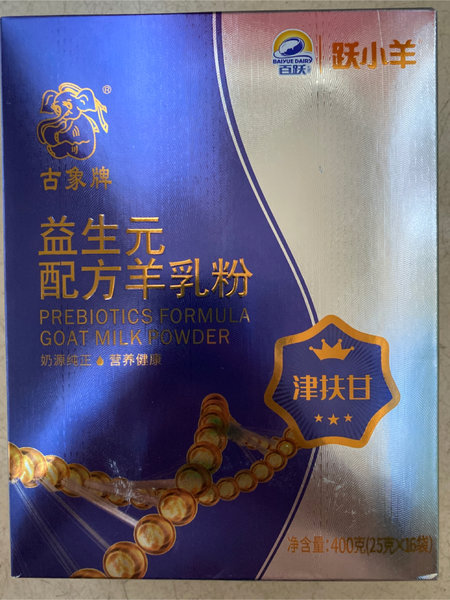 BAIYUE DAIRY
百跃
跃小羊
®
古象牌
益生元
配方羊乳粉
PREBIOTICS FORMULA
GOAT MILK POWDER
奶源纯正 营养健康
津扶甘
净含量：400克(25克×16袋)